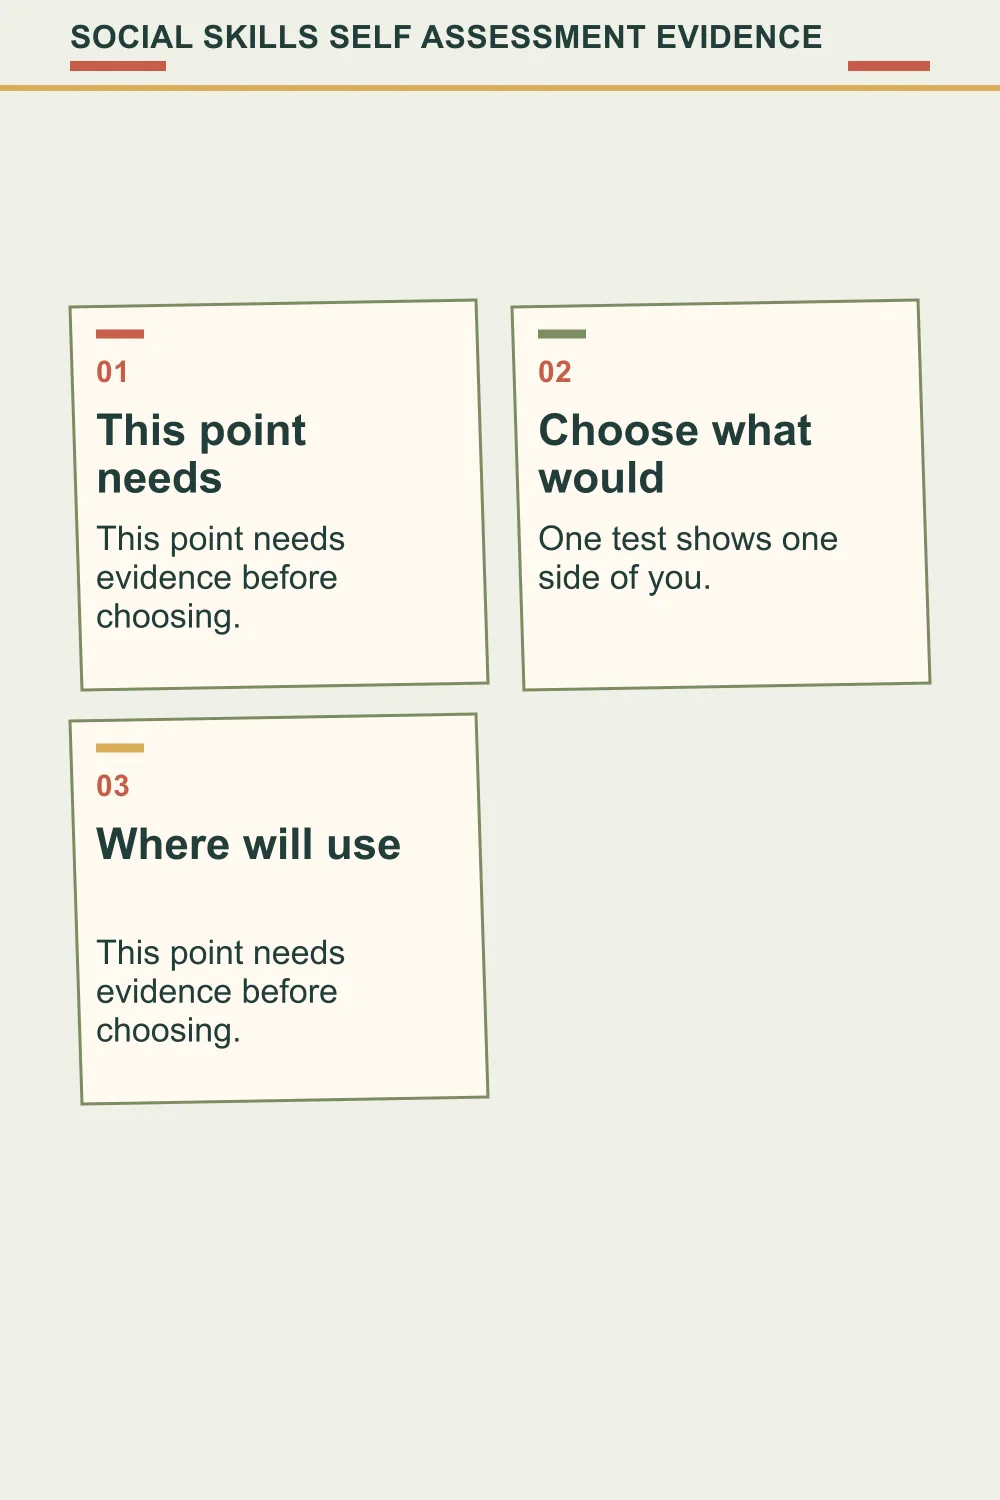 SOCIAL SKILLS SELF ASSESSMENT EVIDENCE
01
This point
needs
This point needs
evidence before
choosing.
02
Choose what
would
One test shows one
side of you.
03
Where will use
This point needs
evidence before
choosing.